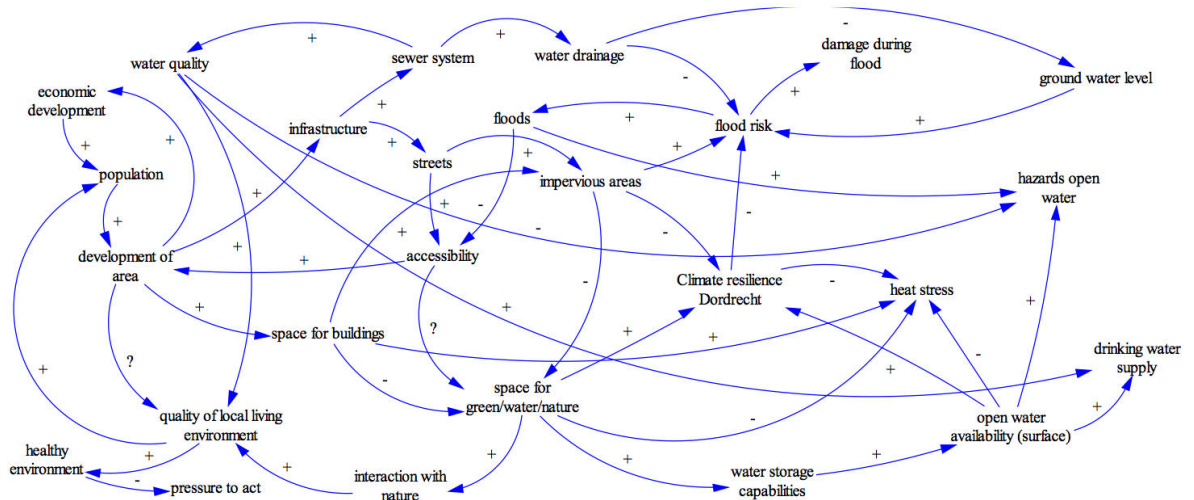 water quality
sewer system
water drainage
damage during
flood
ground water level
economic
development
infrastructure
floods
flood risk
streets
impervious areas
population
hazards open
water
development of
area
accessibility
Climate resilience
Dordrecht
heat stress
space for buildings
drinking water
supply
space for
green/water/nature
quality of local living
environment
open water
availability (surface)
healthy
environment
pressure to act
interaction with
nature
water storage
capabilities
+
+
-
-
+
+
+
+
+
+
+
+
+
+
+
-
+
+
+
-
-
-
+
+
-
-
+
?
?
+
+
+
+
-
-
+
+
-
+
+
+
+
+
-